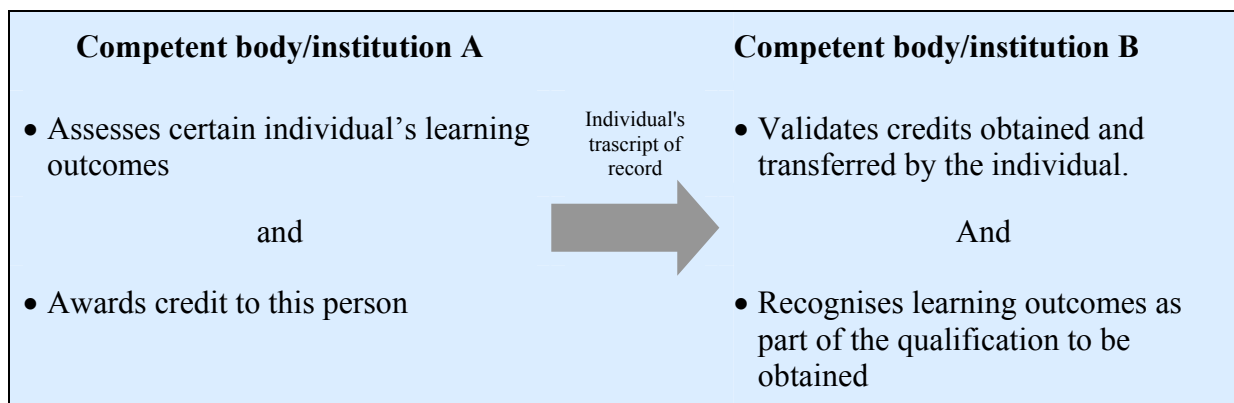 Competent body/institution A
• Assesses certain individual's learning
outcomes
and
• Awards credit to this person
Individual's
trascript of
record
Competent body/institution B
• Validates credits obtained and
transferred by the individual.
And
• Recognises learning outcomes as
part of the qualification to be
obtained